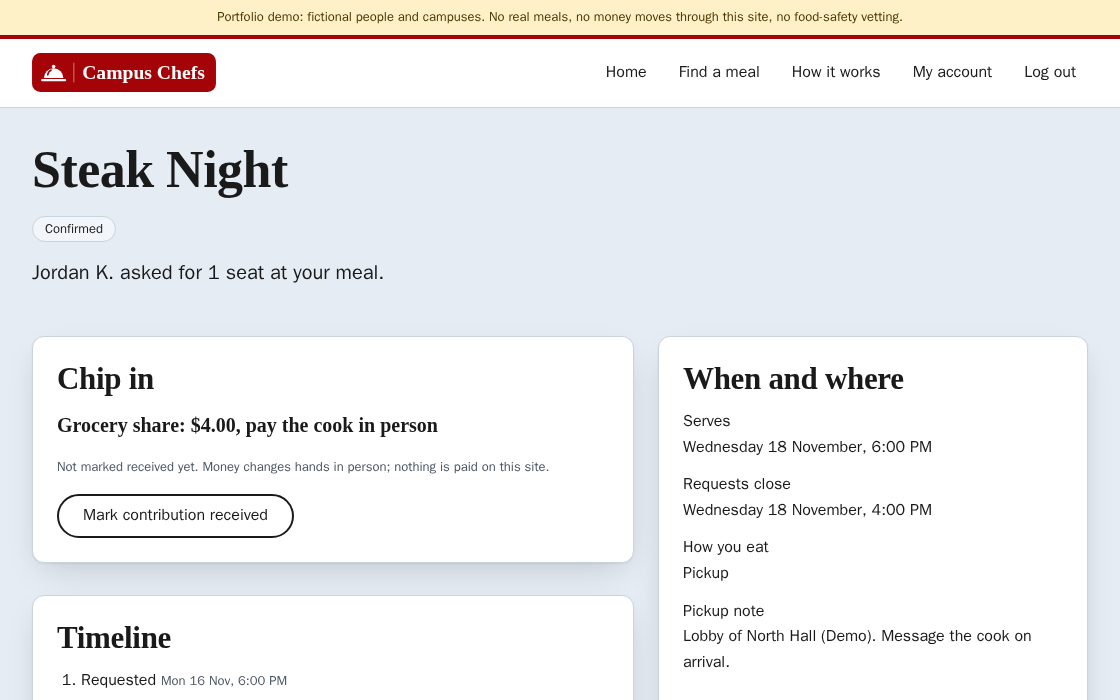 Portfolio demo: fictional people and campuses. No real meals, no money moves through this site, no food-safety vetting.
Campus Chefs
Home
Find a meal
How it works
My account
Log out
Steak Night
Confirmed
Jordan K. asked for 1 seat at your meal.
Chip in
Grocery share: $4.00, pay the cook in person
Not marked received yet. Money changes hands in person; nothing is paid on this site.
Mark contribution received
Timeline
1. Requested Mon 16 Nov, 6:00 PM
When and where
Serves
Wednesday 18 November, 6:00 PM
Requests close
Wednesday 18 November, 4:00 PM
How you eat
Pickup
Pickup note
Lobby of North Hall (Demo). Message the cook on
arrival.